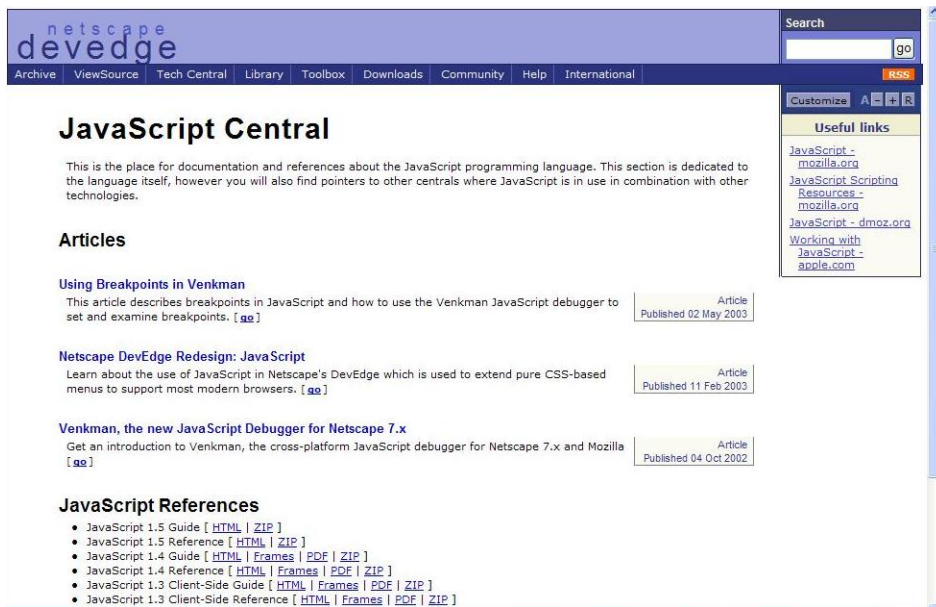 netscape
devedge
Search
go
Archive ViewSource Tech Central Library Toolbox Downloads Community Help International
RSS
Customize A - + R
JavaScript Central
This is the place for documentation and references about the JavaScript programming language. This section is dedicated to
the language itself, however you will also find pointers to other centrals where JavaScript is in use in combination with other
technologies.
Useful links
JavaScript -
mozilla.org
JavaScript Scripting
Resources -
mozilla.org
JavaScript - dmoz.org
Working with
JavaScript -
apple.com
Articles
Using Breakpoints in Venkman
This article describes breakpoints in JavaScript and how to use the Venkman JavaScript debugger to
set and examine breakpoints. [ go ]
Article
Published 02 May 2003
Netscape DevEdge Redesign: JavaScript
Learn about the use of JavaScript in Netscape's DevEdge which is used to extend pure CSS-based
menus to support most modern browsers. [ go ]
Article
Published 11 Feb 2003
Venkman, the new JavaScript Debugger for Netscape 7.x
Get an introduction to Venkman, the cross-platform JavaScript debugger for Netscape 7.x and Mozilla
[ go ]
Article
Published 04 Oct 2002
JavaScript References
• JavaScript 1.5 Guide [ HTML | ZIP ]
• JavaScript 1.5 Reference [ HTML | ZIP ]
• JavaScript 1.4 Guide [ HTML | Frames | PDF | ZIP ]
• JavaScript 1.4 Reference [ HTML | Frames | PDF | ZIP ]
• JavaScript 1.3 Client-Side Guide [ HTML | Frames | PDF | ZIP ]
• JavaScript 1.3 Client-Side Reference [ HTML | Frames | PDF | ZIP ]